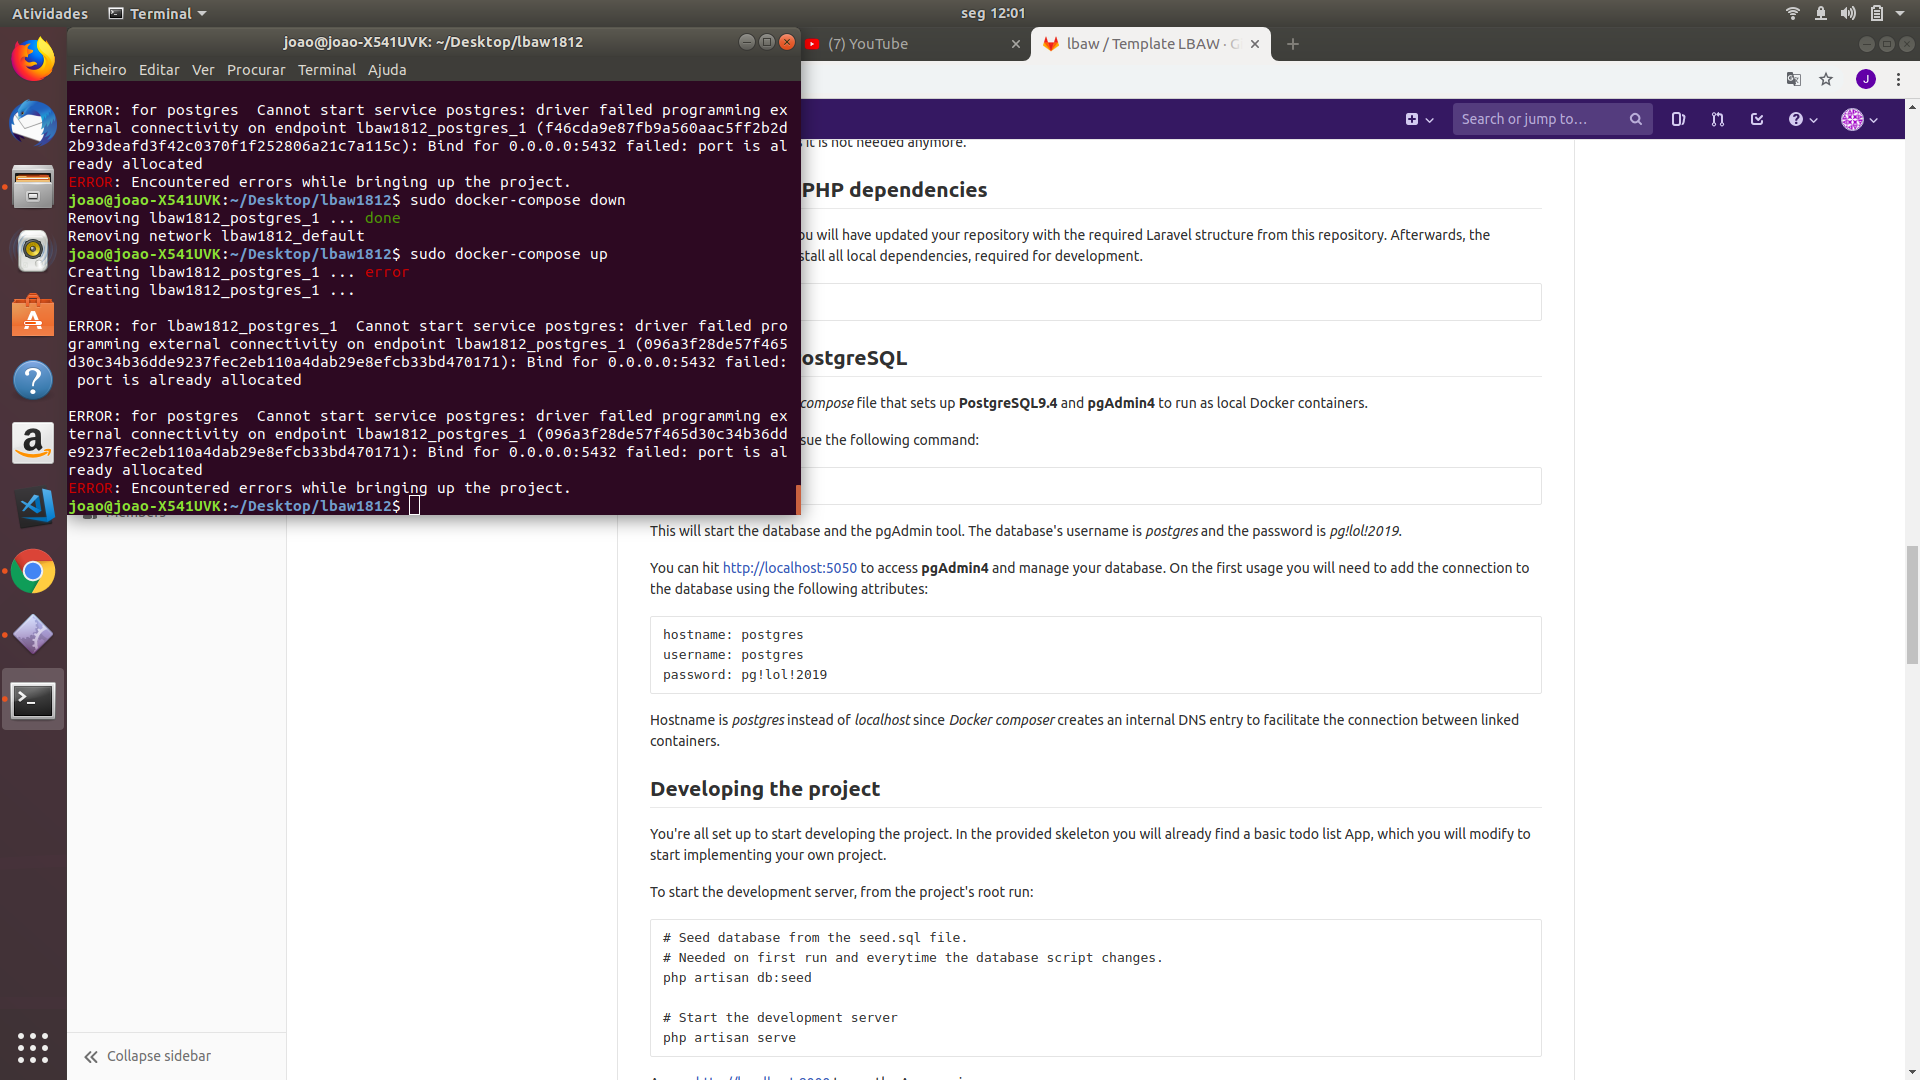 Atividades
Terminal
seg 12:01
joao@joao-X541UVK: ~/Desktop/lbaw1812
Ficheiro Editar Ver Procurar Terminal Ajuda
ERROR: for postgres  Cannot start service postgres: driver failed programming ex
ternal connectivity on endpoint lbaw1812_postgres_1 (f46cda9e87fb9a560aac5ff2b2d
2b93deafd3f42c0370f1f252806a21c7a115c): Bind for 0.0.0.0:5432 failed: port is al
ready allocated
ERROR: Encountered errors while bringing up the project.
joao@joao-X541UVK:~/Desktop/lbaw1812$ sudo docker-compose down
Removing lbaw1812_postgres_1 ... done
Removing network lbaw1812_default
joao@joao-X541UVK:~/Desktop/lbaw1812$ sudo docker-compose up
Creating lbaw1812_postgres_1 ... error
Creating lbaw1812_postgres_1 ...
ERROR: for lbaw1812_postgres_1  Cannot start service postgres: driver failed pro
gramming external connectivity on endpoint lbaw1812_postgres_1 (096a3f28de57f465
d30c34b36dde9237fec2eb110a4dab29e8efcb33bd470171): Bind for 0.0.0.0:5432 failed:
port is already allocated
ERROR: for postgres  Cannot start service postgres: driver failed programming ex
ternal connectivity on endpoint lbaw1812_postgres_1 (096a3f28de57f465d30c34b36dd
e9237fec2eb110a4dab29e8efcb33bd470171): Bind for 0.0.0.0:5432 failed: port is al
ready allocated
ERROR: Encountered errors while bringing up the project.
joao@joao-X541UVK:~/Desktop/lbaw1812$
(7) YouTube
lbaw / Template LBAW · G
J
Search or jump to…
it is not needed anymore.
PHP dependencies
ou will have updated your repository with the required Laravel structure from this repository. Afterwards, the
stall all local dependencies, required for development.
ostgreSQL
compose file that sets up PostgreSQL9.4 and pgAdmin4 to run as local Docker containers.
sue the following command:
This will start the database and the pgAdmin tool. The database's username is postgres and the password is pg!lol!2019.
You can hit http://localhost:5050 to access pgAdmin4 and manage your database. On the first usage you will need to add the connection to
the database using the following attributes:
hostname: postgres
username: postgres
password: pg!lol!2019
Hostname is postgres instead of localhost since Docker composer creates an internal DNS entry to facilitate the connection between linked
containers.
Developing the project
You're all set up to start developing the project. In the provided skeleton you will already find a basic todo list App, which you will modify to
start implementing your own project.
To start the development server, from the project's root run:
# Seed database from the seed.sql file.
# Needed on first run and everytime the database script changes.
php artisan db:seed
# Start the development server
php artisan serve
Collapse sidebar